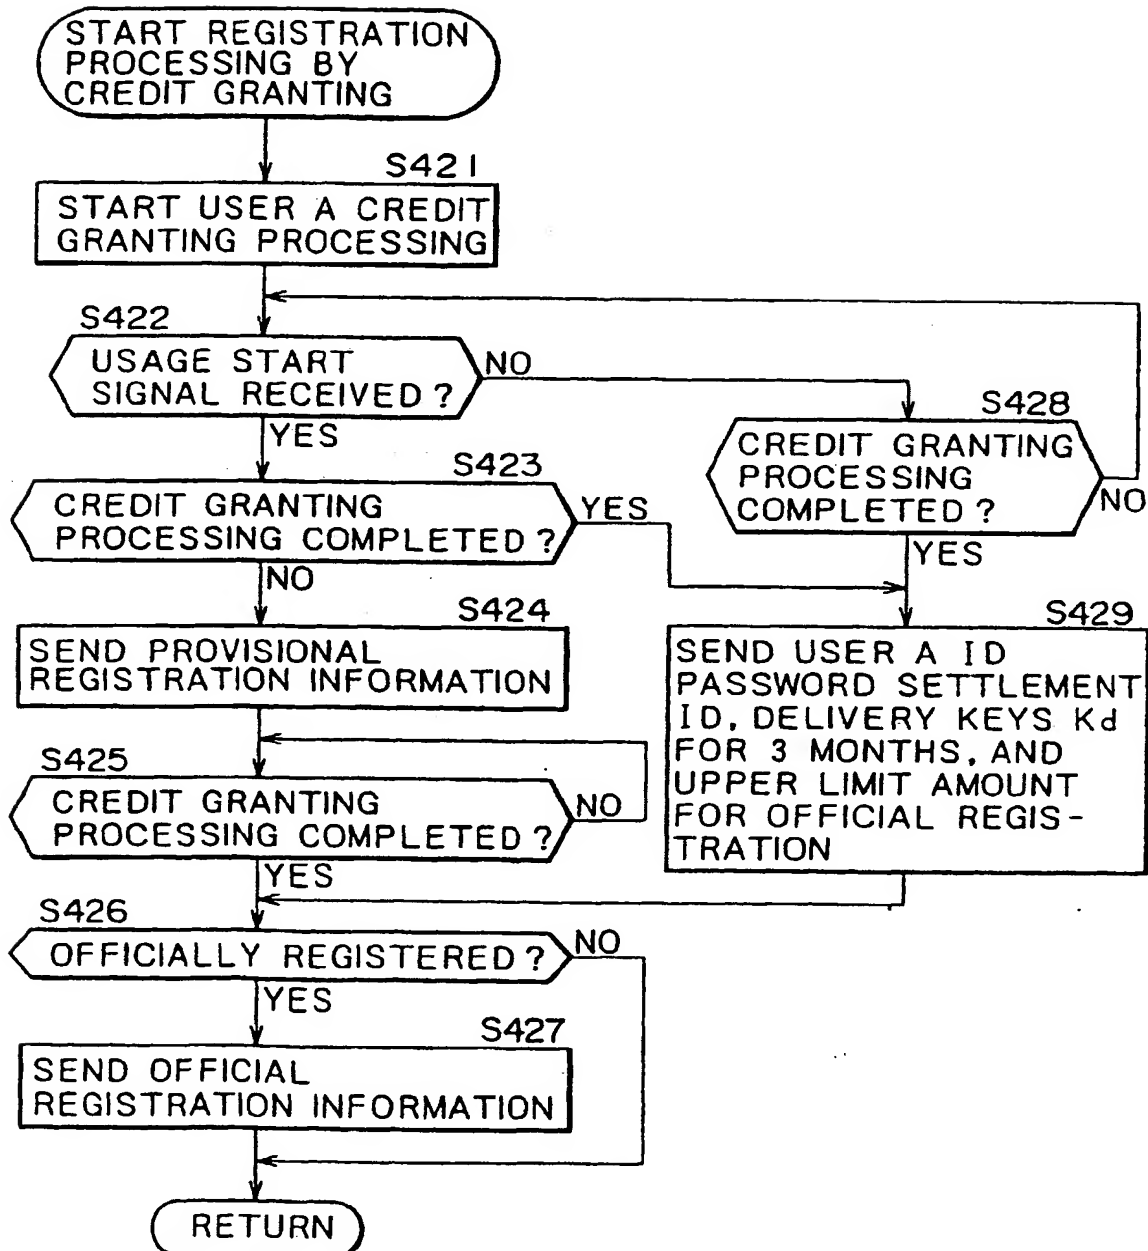 START REGISTRATION
PROCESSING BY
CREDIT GRANTING
S421
START USER A CREDIT
GRANTING PROCESSING
S422
USAGE START
SIGNAL RECEIVED ?
NO
YES
S428
CREDIT GRANTING
PROCESSING
COMPLETED ?
NO
YES
S423
CREDIT GRANTING
PROCESSING COMPLETED ?
YES
NO
S424
SEND PROVISIONAL
REGISTRATION INFORMATION
S429
SEND USER A ID
PASSWORD SETTLEMENT
ID, DELIVERY KEYS Kd
FOR 3 MONTHS, AND
UPPER LIMIT AMOUNT
FOR OFFICIAL REGIS-
TRATION
S425
CREDIT GRANTING
PROCESSING COMPLETED ?
NO
YES
S426
OFFICIALLY REGISTERED ?
NO
YES
S427
SEND OFFICIAL
REGISTRATION INFORMATION
RETURN